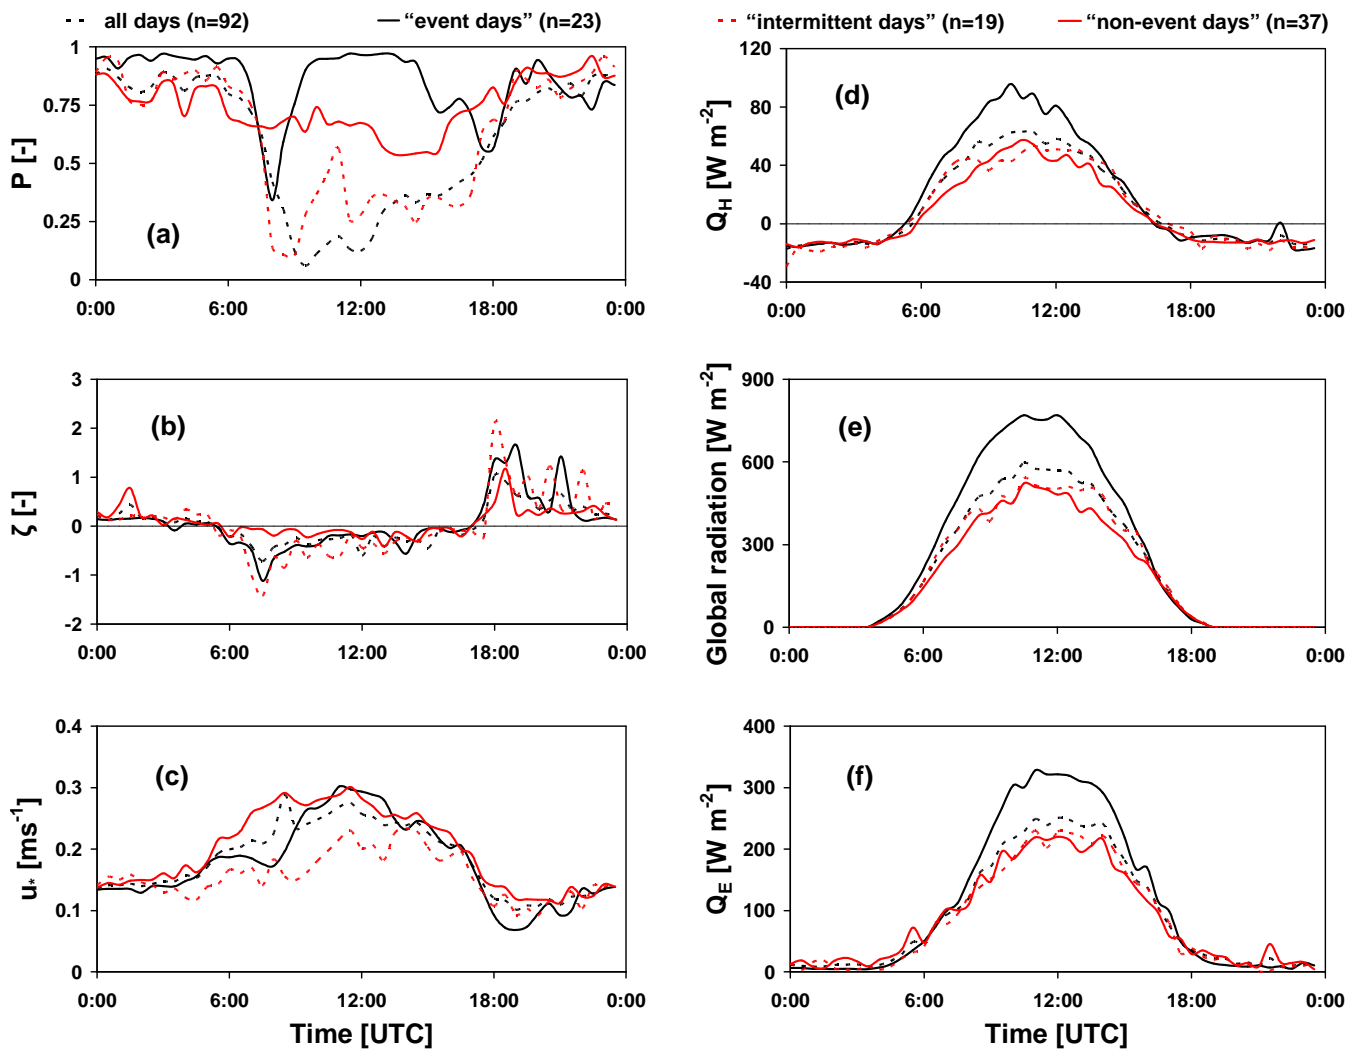 all days (n=92) “event days” (n=23) “intermittent days” (n=19) “non-event days” (n=37)
P [-]
1
0.75
0.5
0.25
0
(a)
0:00 6:00 12:00 18:00 0:00
Q_H [W m^-2]
120
80
40
0
-40
(d)
0:00 6:00 12:00 18:00 0:00
ζ [-]
3
2
1
0
-1
-2
(b)
0:00 6:00 12:00 18:00 0:00
Global radiation [W m^-2]
900
600
300
0
(e)
0:00 6:00 12:00 18:00 0:00
u_* [ms^-1]
0.4
0.3
0.2
0.1
0
(c)
0:00 6:00 12:00 18:00 0:00
Time [UTC]
Q_E [W m^-2]
400
300
200
100
0
(f)
0:00 6:00 12:00 18:00 0:00
Time [UTC]